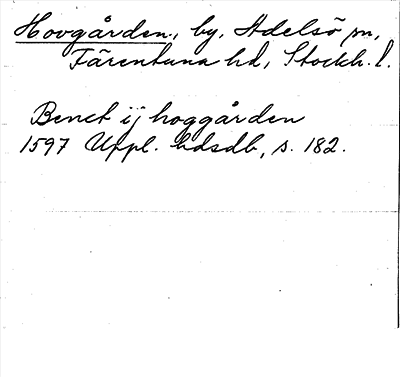 Hovgården, by, Adelsö sn,
Färentuna hd, Stockh. l.
Benct ij hoggården
1597 Uppl. hdsdb, s. 182.